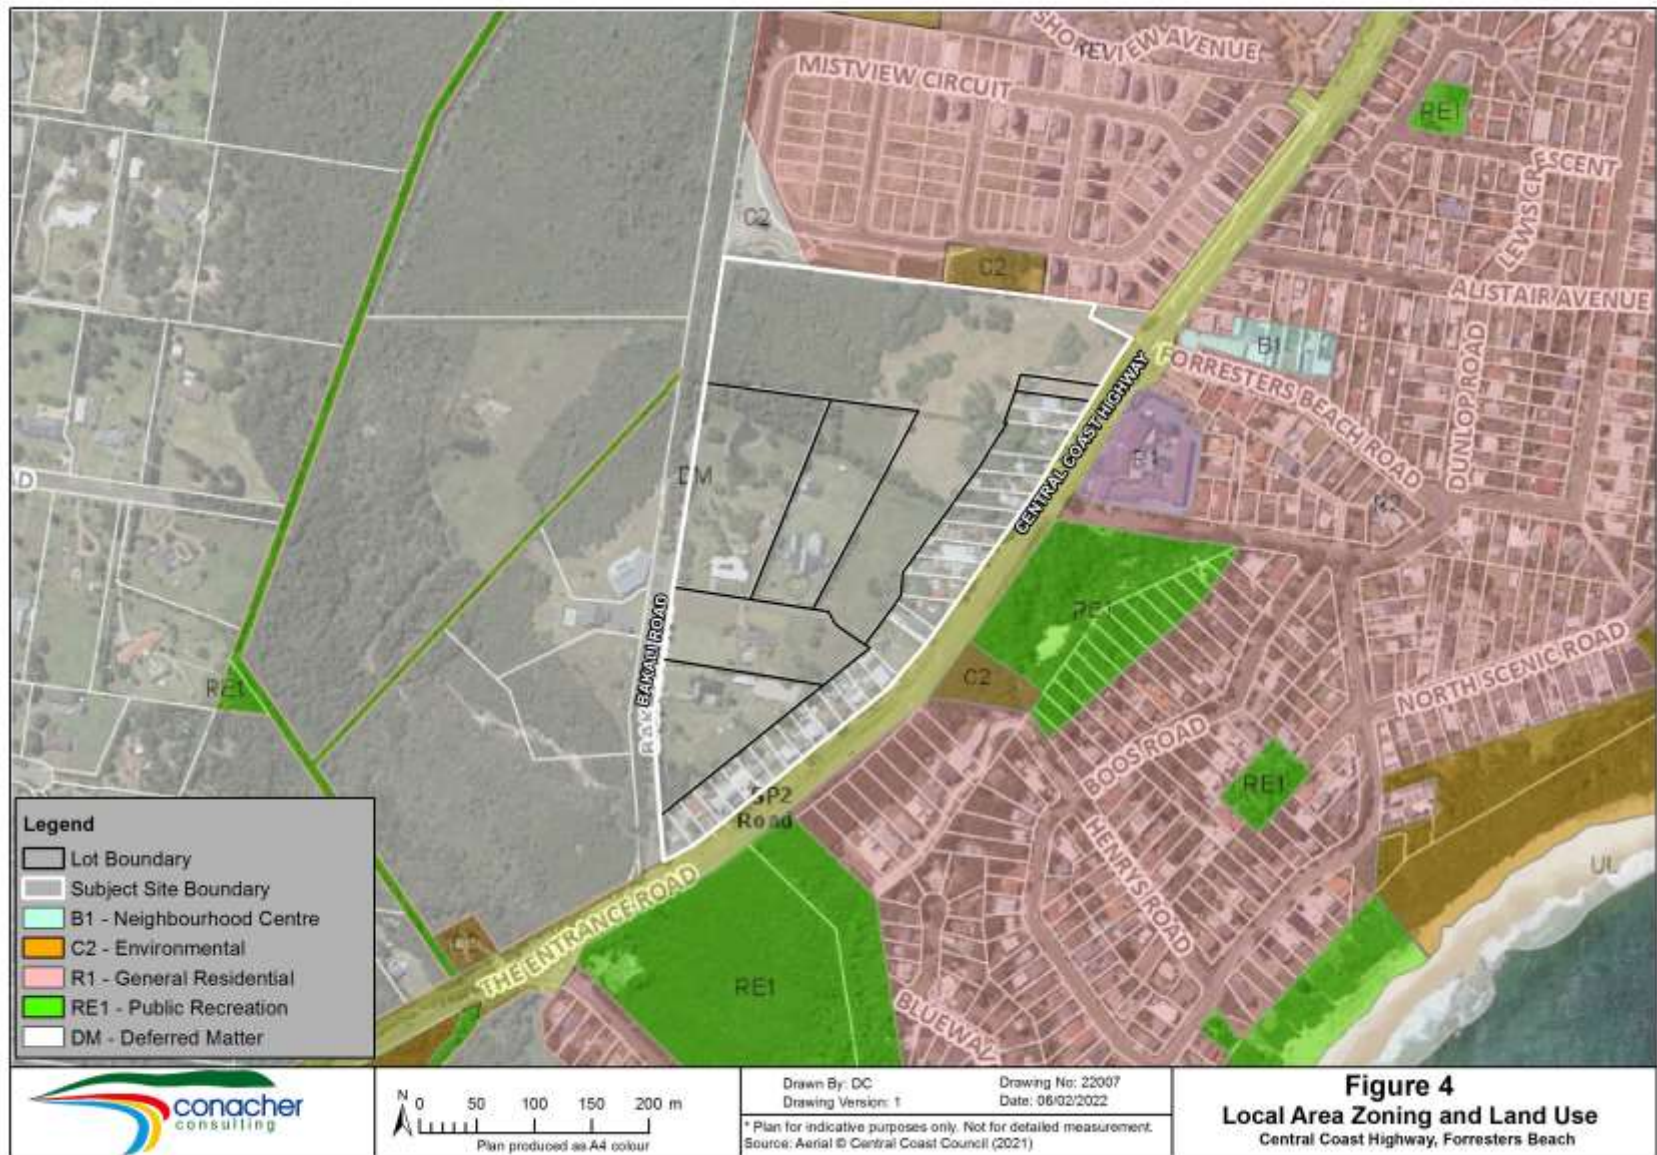 SHOREVIEW AVENUE
MISTVIEW CIRCUIT
RE1
LEWIS CRESCENT
C2
C2
ALISTAIR AVENUE
B1
FORRESTERS BEACH ROAD
DUNLOP ROAD
CENTRAL COAST HIGHWAY
DM
D
RE1
BAKALI ROAD
RE1
C2
NORTH SCENIC ROAD
BOOS ROAD
RE1
HENRYS ROAD
SP2
Road
UL
THE ENTRANCE ROAD
RE1
BLUEWAV
Legend
Lot Boundary
Subject Site Boundary
B1 - Neighbourhood Centre
C2 - Environmental
R1 - General Residential
RE1 - Public Recreation
DM - Deferred Matter
conacher
consulting
N
0 50 100 150 200 m
Plan produced as A4 colour
Drawn By: DC
Drawing Version: 1
Drawing No: 22007
Date: 06/02/2022
* Plan for indicative purposes only. Not for detailed measurement.
Source: Aerial © Central Coast Council (2021)
Figure 4
Local Area Zoning and Land Use
Central Coast Highway, Forresters Beach